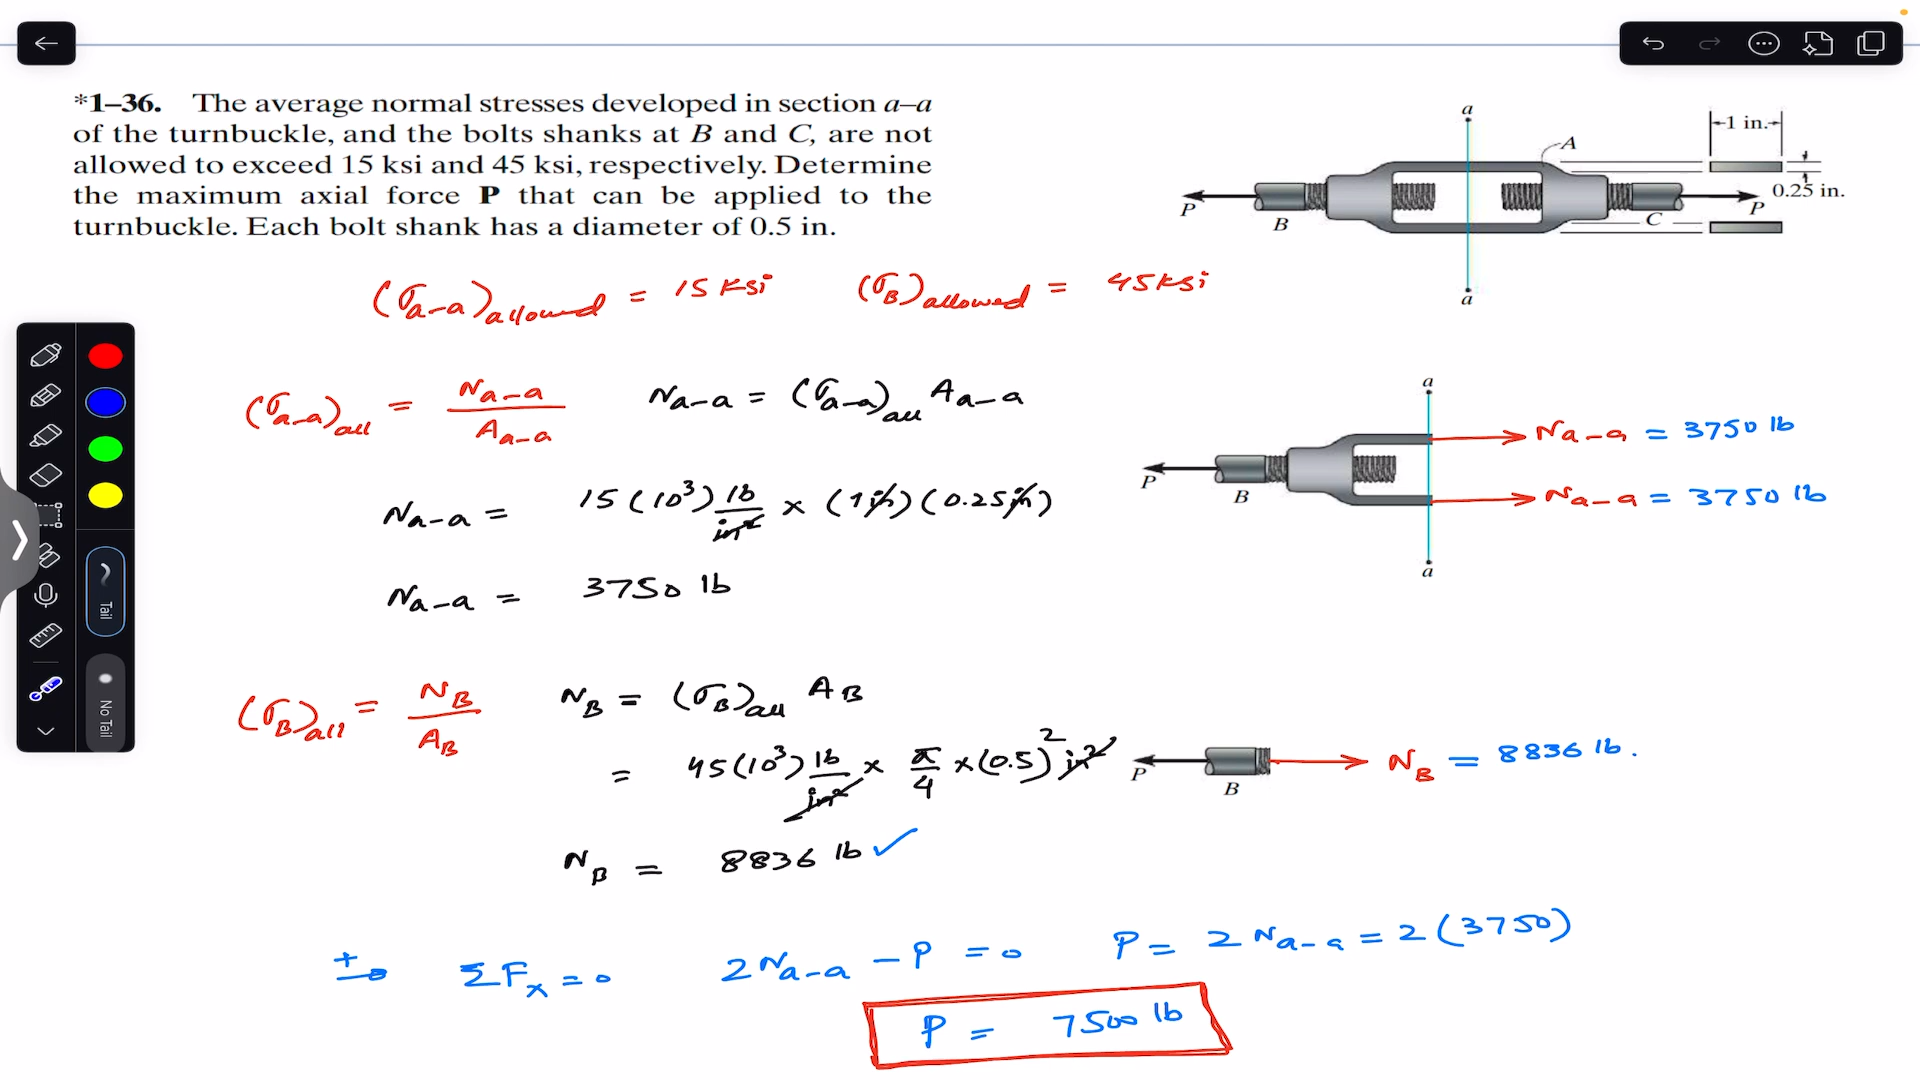 *1–36. The average normal stresses developed in section a–a
of the turnbuckle, and the bolts shanks at B and C, are not
allowed to exceed 15 ksi and 45 ksi, respectively. Determine
the maximum axial force P that can be applied to the
turnbuckle. Each bolt shank has a diameter of 0.5 in.
a
1 in.
A
0.25 in.
P
B
C
P
a
(σa-a)allowed = 15 ksi (σB)allowed = 45 ksi
(σa-a)all = Na-a / Aa-a Na-a = (σa-a)all Aa-a
Na-a = 15(10³) lb/in² × (1 in)(0.25 in)
Na-a = 3750 lb
a
Na-a = 3750 lb
P
B
Na-a = 3750 lb
a
(σB)all = NB / AB NB = (σB)all AB
= 45(10³) lb/in² × π/4 × (0.5)² in²
NB = 8836 lb ✓
P
B
NB = 8836 lb.
+→ ΣFx = 0 2Na-a - P = 0 P = 2Na-a = 2(3750)
P = 7500 lb
Tail
No Tail